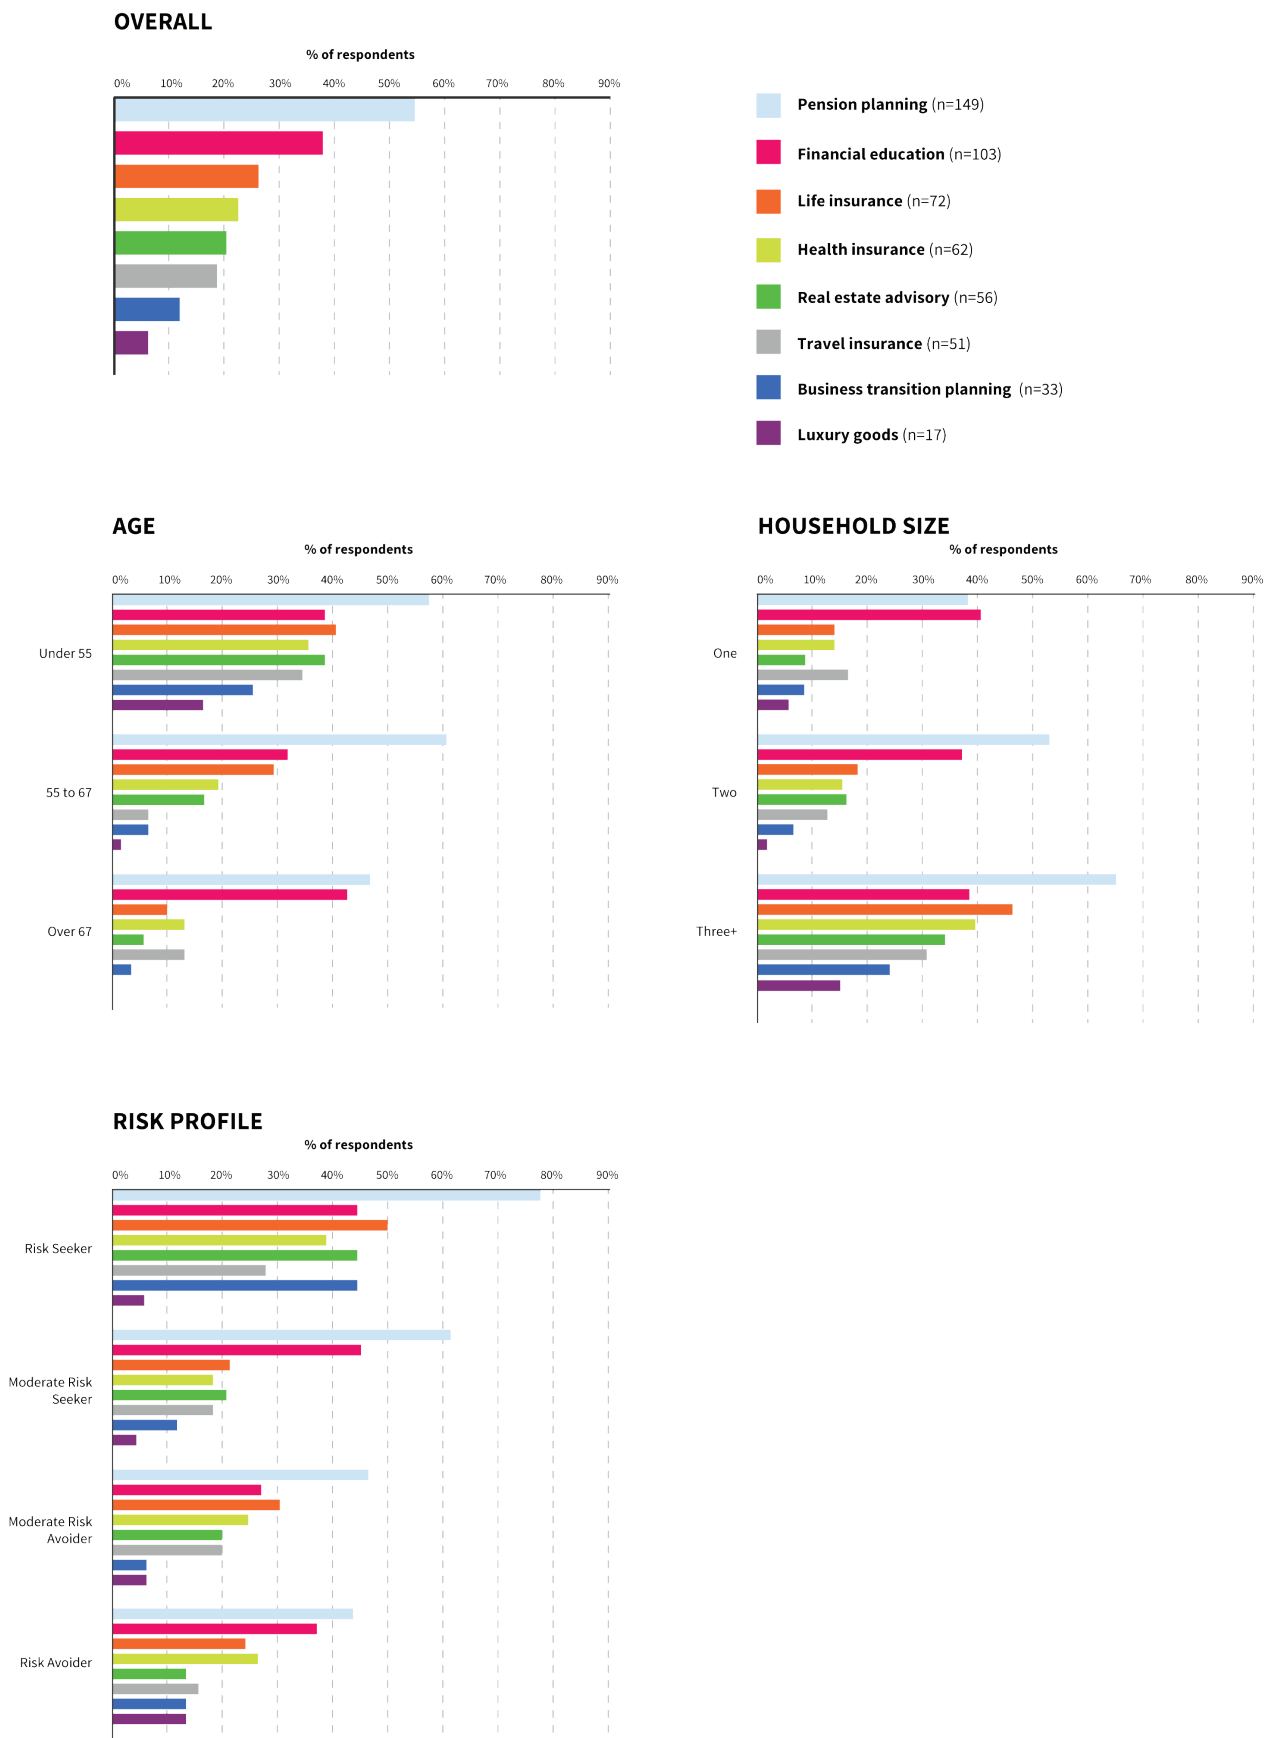 OVERALL
% of respondents
0% 10% 20% 30% 40% 50% 60% 70% 80% 90%
Pension planning (n=149)
Financial education (n=103)
Life insurance (n=72)
Health insurance (n=62)
Real estate advisory (n=56)
Travel insurance (n=51)
Business transition planning (n=33)
Luxury goods (n=17)
AGE
% of respondents
0% 10% 20% 30% 40% 50% 60% 70% 80% 90%
Under 55
55 to 67
Over 67
HOUSEHOLD SIZE
% of respondents
0% 10% 20% 30% 40% 50% 60% 70% 80% 90%
One
Two
Three+
RISK PROFILE
% of respondents
0% 10% 20% 30% 40% 50% 60% 70% 80% 90%
Risk Seeker
Moderate Risk
Seeker
Moderate Risk
Avoider
Risk Avoider